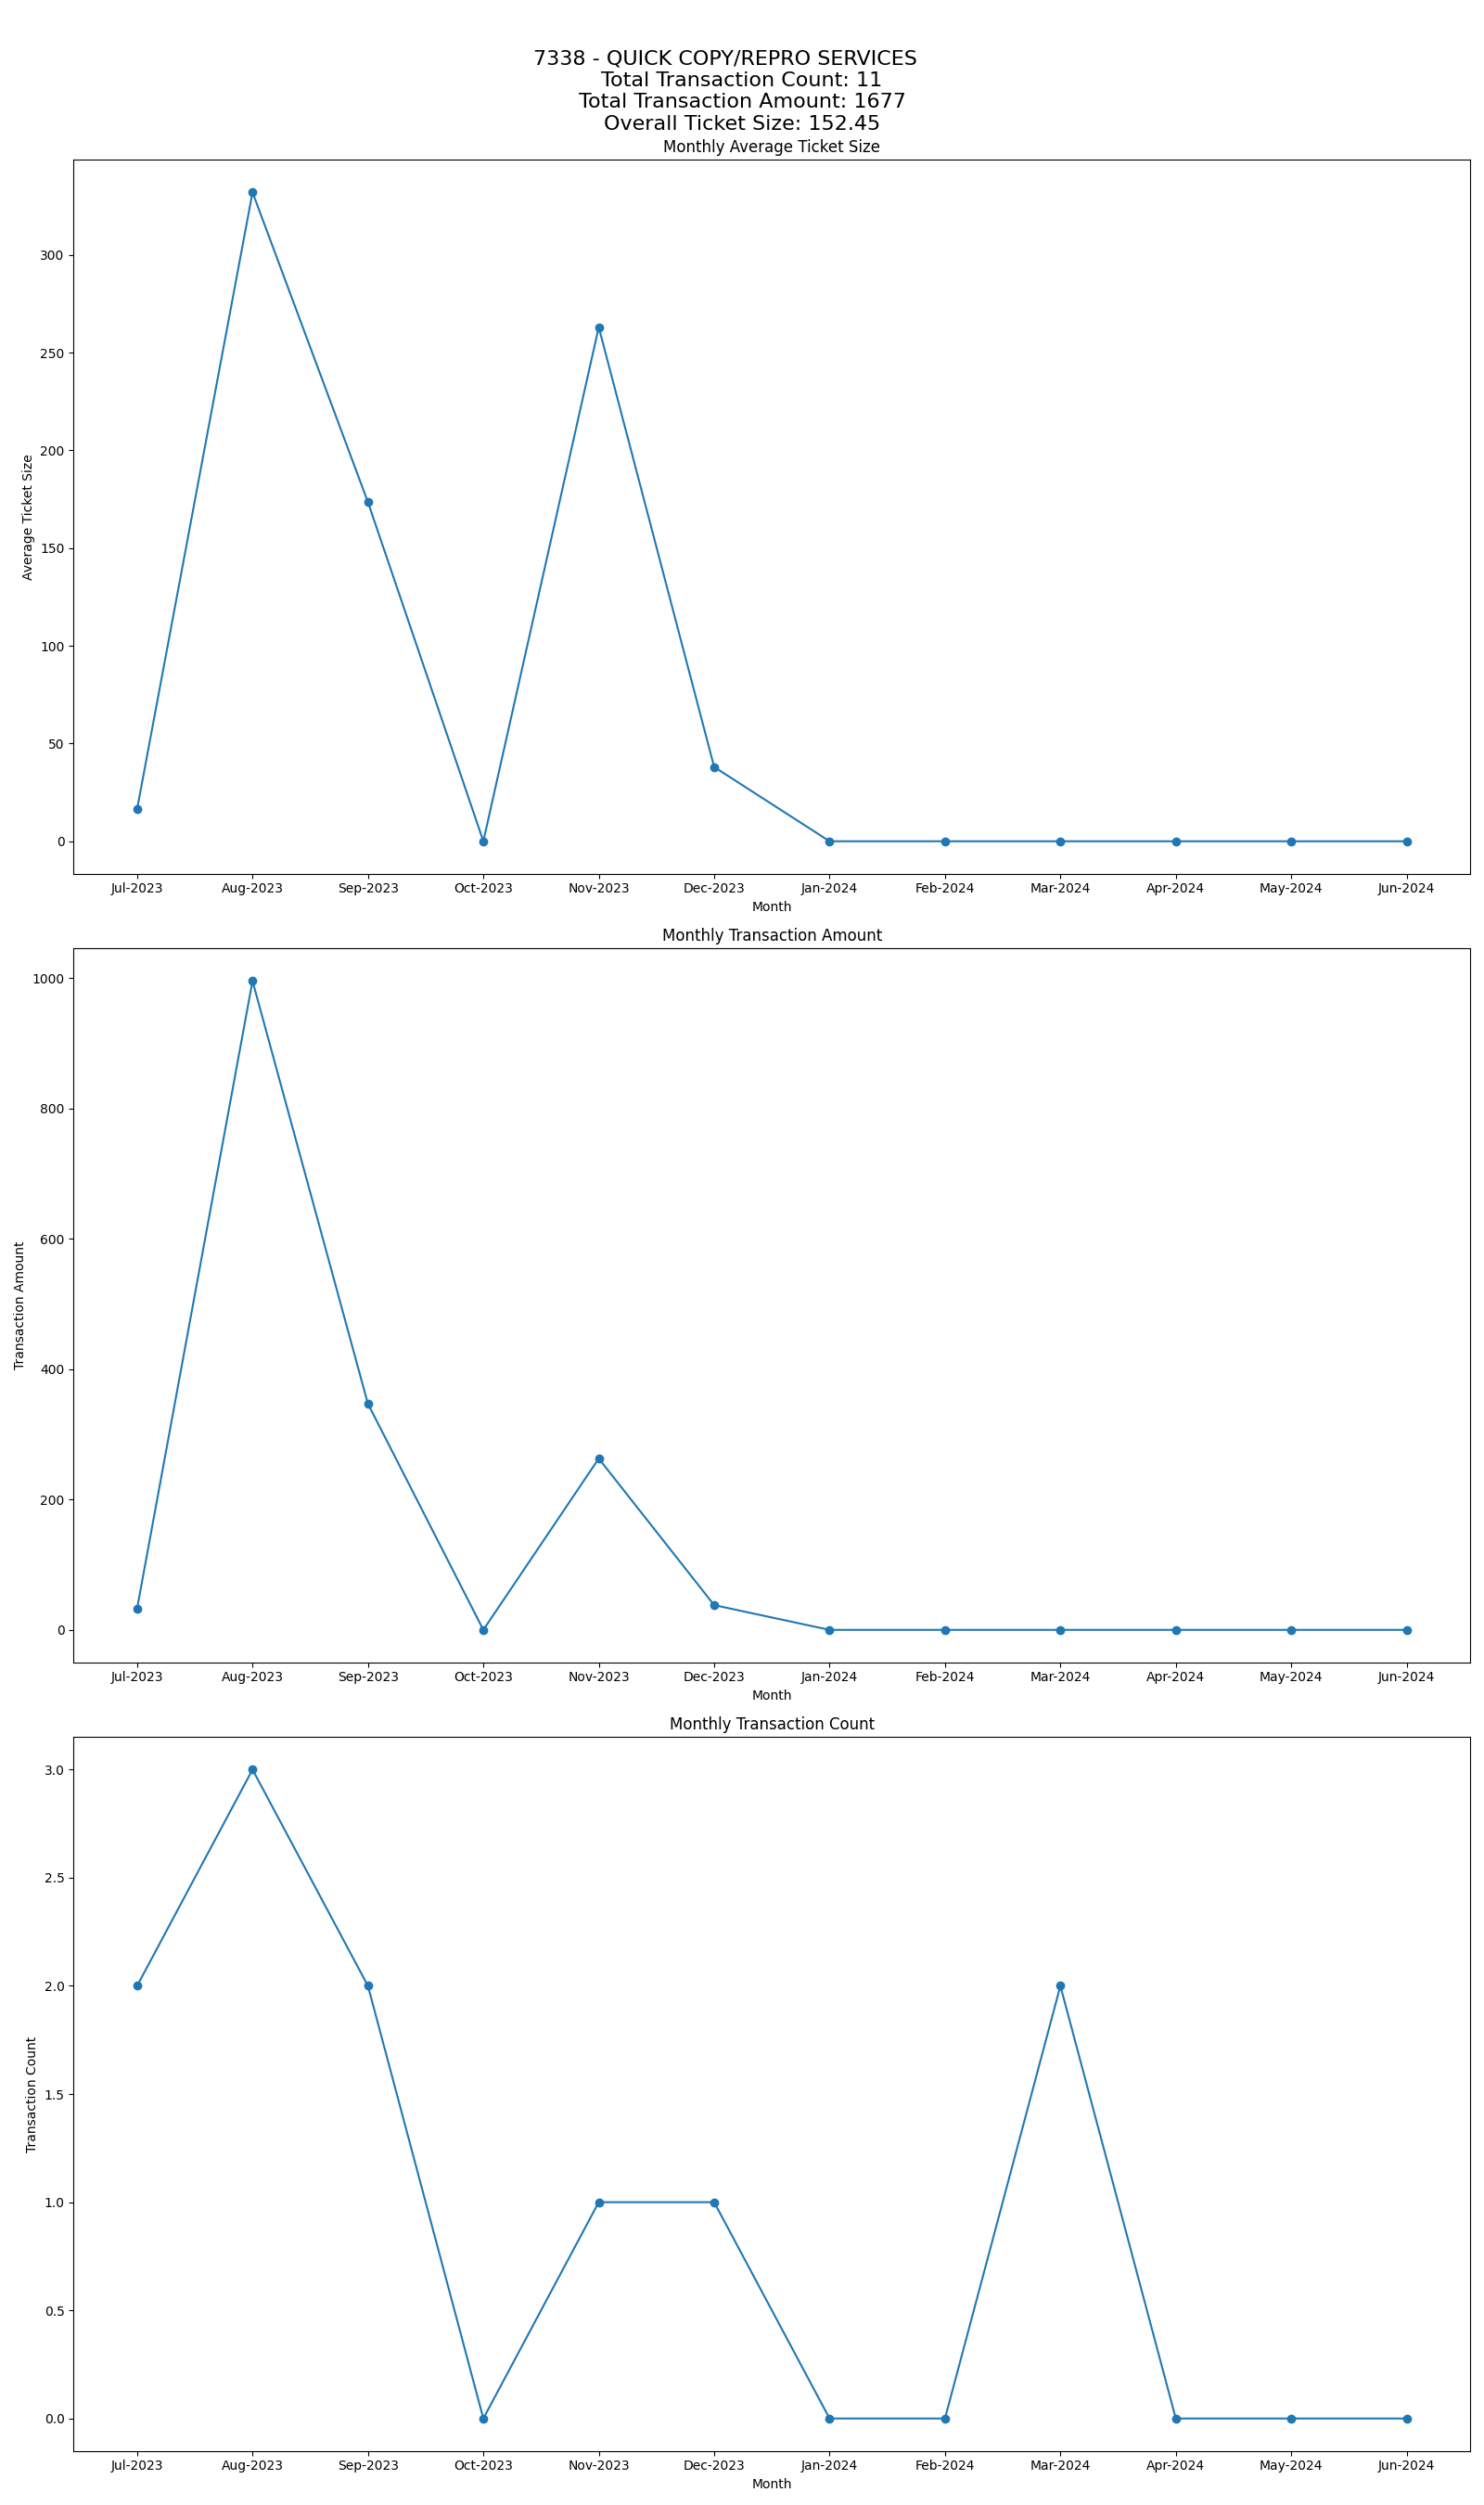 7338 - QUICK COPY/REPRO SERVICES
Total Transaction Count: 11
Total Transaction Amount: 1677
Overall Ticket Size: 152.45
Monthly Average Ticket Size
300
250
200
150
100
50
0
Average Ticket Size
Jul-2023 Aug-2023 Sep-2023 Oct-2023 Nov-2023 Dec-2023 Jan-2024 Feb-2024 Mar-2024 Apr-2024 May-2024 Jun-2024
Month
Monthly Transaction Amount
1000
800
600
400
200
0
Transaction Amount
Jul-2023 Aug-2023 Sep-2023 Oct-2023 Nov-2023 Dec-2023 Jan-2024 Feb-2024 Mar-2024 Apr-2024 May-2024 Jun-2024
Month
Monthly Transaction Count
3.0
2.5
2.0
1.5
1.0
0.5
0.0
Transaction Count
Jul-2023 Aug-2023 Sep-2023 Oct-2023 Nov-2023 Dec-2023 Jan-2024 Feb-2024 Mar-2024 Apr-2024 May-2024 Jun-2024
Month